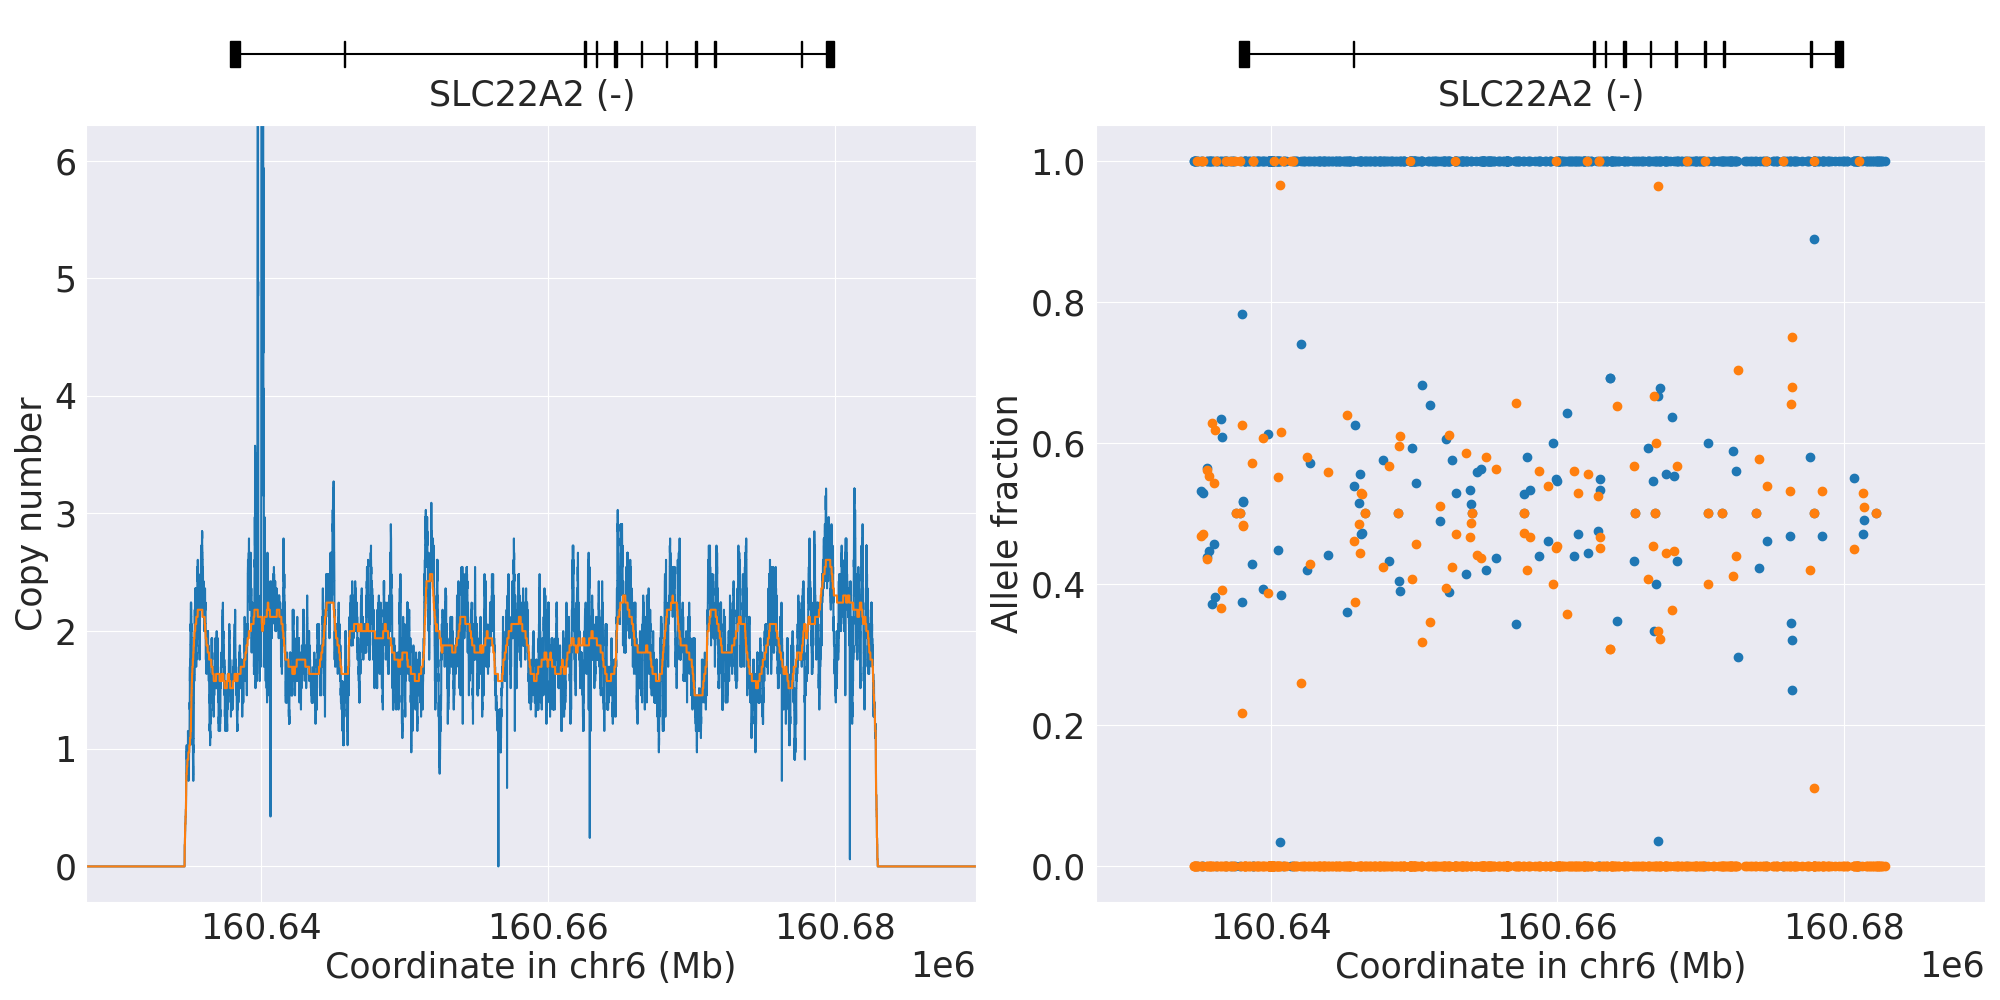 SLC22A2 (-)
6
5
4
3
2
1
0
Copy number
160.64
160.66
160.68
Coordinate in chr6 (Mb)
1e6
SLC22A2 (-)
1.0
0.8
0.6
0.4
0.2
0.0
Allele fraction
160.64
160.66
160.68
Coordinate in chr6 (Mb)
1e6